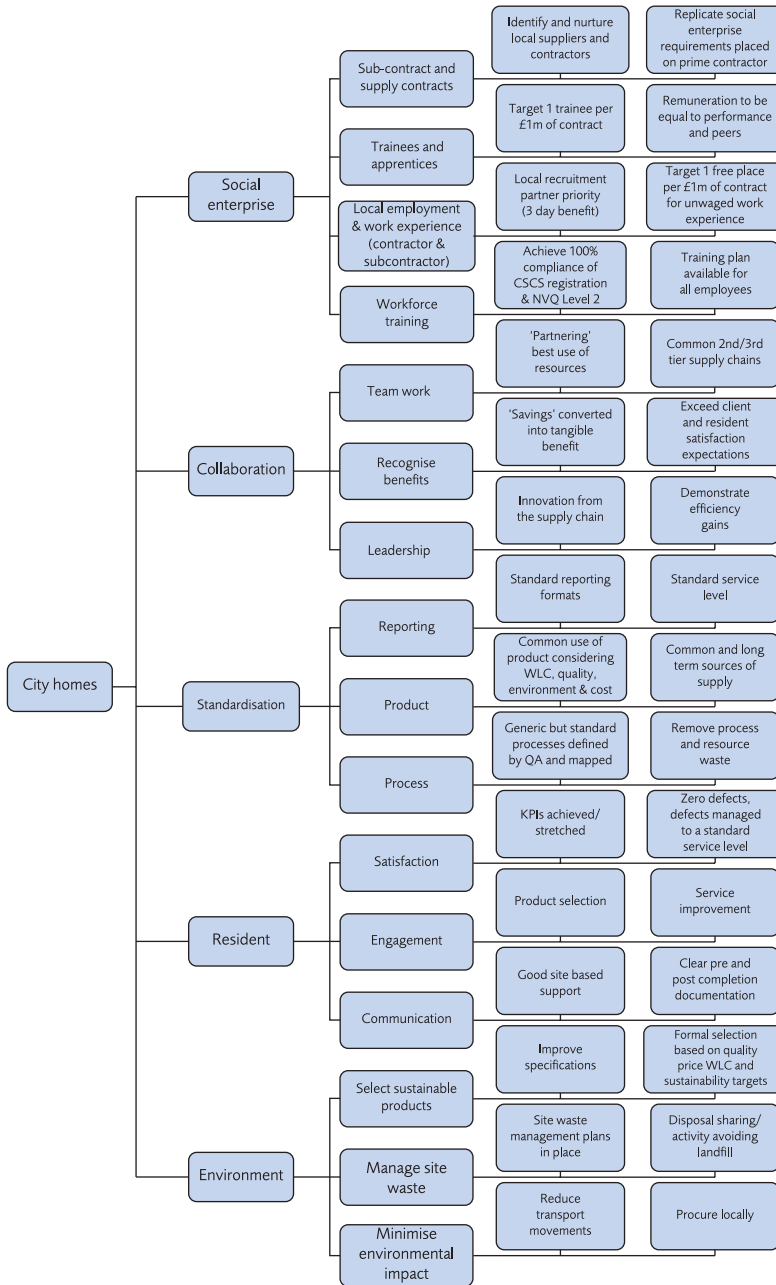 Identify and nurture
local suppliers and
contractors
Replicate social
enterprise
requirements placed
on prime contractor
Sub-contract and
supply contracts
Target 1 trainee per
£1m of contract
Remuneration to be
equal to performance
and peers
Trainees and
apprentices
Social
enterprise
Local recruitment
partner priority
(3 day benefit)
Target 1 free place
per £1m of contract
for unwaged work
experience
Local employment
& work experience
(contractor &
subcontractor)
Achieve 100%
compliance of
CSCS registration
& NVQ Level 2
Training plan
available for
all employees
Workforce
training
'Partnering'
best use of
resources
Common 2nd/3rd
tier supply chains
Team work
'Savings' converted
into tangible
benefit
Exceed client
and resident
satisfaction
expectations
Collaboration
Recognise
benefits
Innovation from
the supply chain
Demonstrate
efficiency
gains
Leadership
Standard reporting
formats
Standard service
level
Reporting
Common use of
product considering
WLC, quality,
environment & cost
Common and long
term sources of
supply
City homes
Standardisation
Product
Generic but standard
processes defined
by QA and mapped
Remove process
and resource
waste
Process
KPIs achieved/
stretched
Zero defects,
defects managed
to a standard
service level
Satisfaction
Product selection
Service
improvement
Resident
Engagement
Good site based
support
Clear pre and
post completion
documentation
Communication
Improve
specifications
Formal selection
based on quality
price WLC and
sustainability targets
Select sustainable
products
Site waste
management plans
in place
Disposal sharing/
activity avoiding
landfill
Environment
Manage site
waste
Reduce
transport
movements
Procure locally
Minimise
environmental
impact